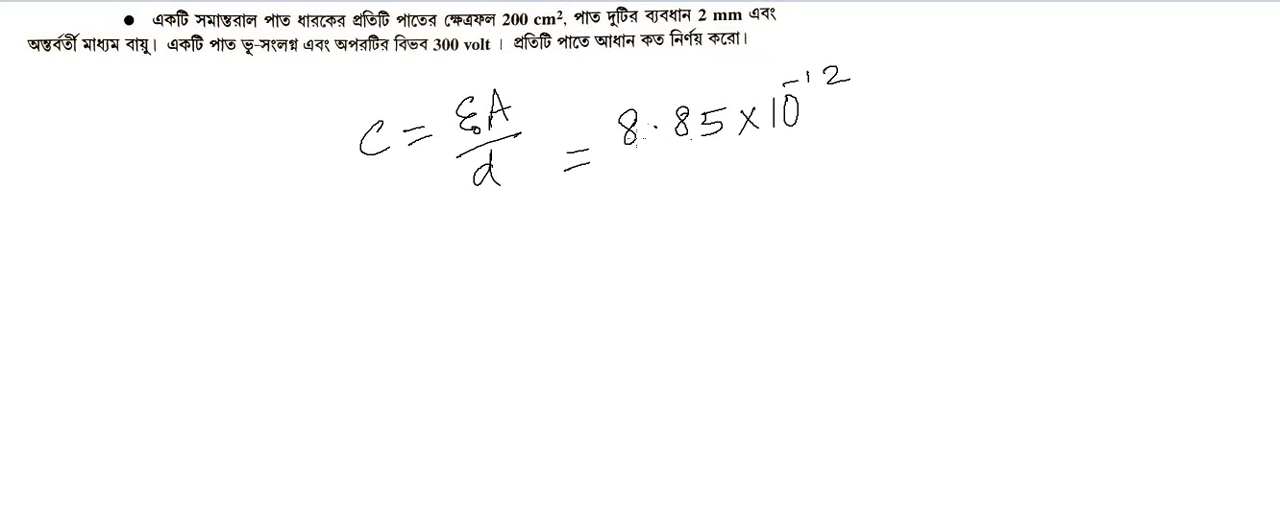 ● একটি সমান্তরাল পাত ধারকের প্রতিটি পাতের ক্ষেত্রফল 200 cm², পাত দুটির ব্যবধান 2 mm এবং
অন্তর্বর্তী মাধ্যম বায়ু। একটি পাত ভূ-সংলগ্ন এবং অপরটির বিভব 300 volt । প্রতিটি পাতে আধান কত নির্ণয় করো।
C = ε₀A/d = 8.85×10⁻¹²